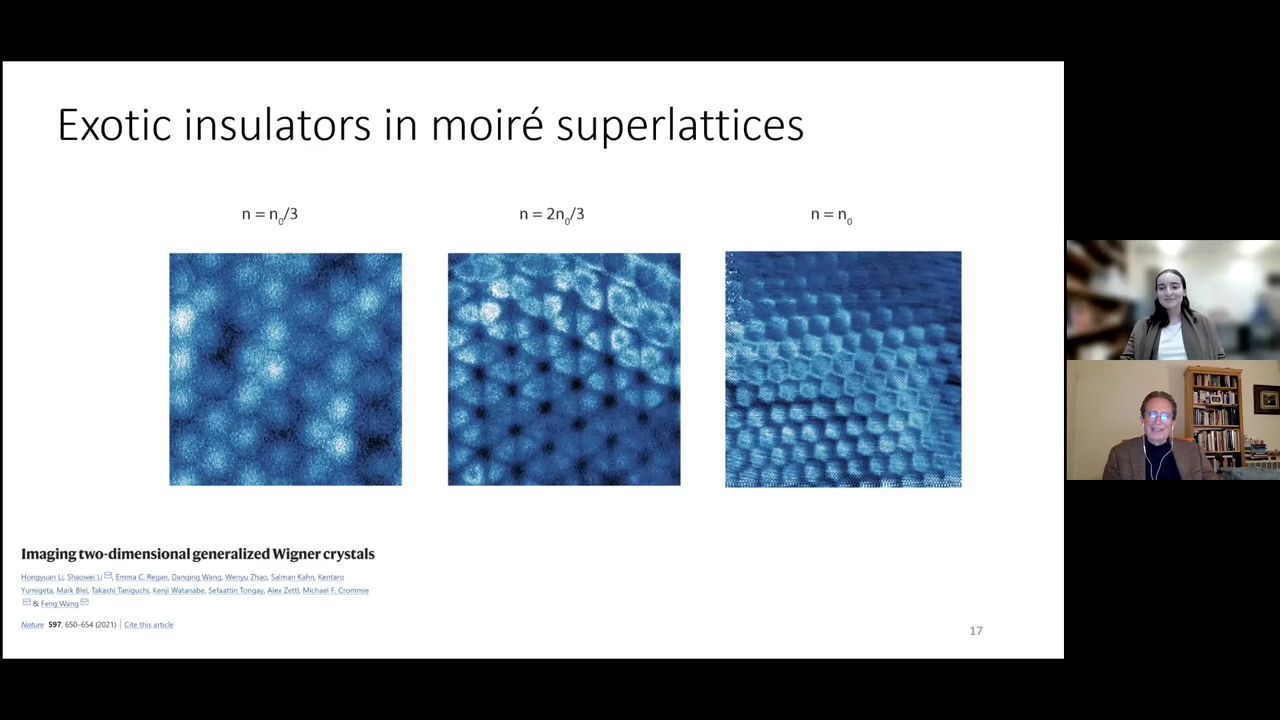 Exotic insulators in moiré superlattices
n = n0/3
n = 2n0/3
n = n0
Imaging two-dimensional generalized Wigner crystals
Hongyuan Li, Shaowei Li, Emma C. Regan, Danqing Wang, Wenyu Zhao, Salman Kahn, Kentaro
Yumigeta, Mark Blei, Takashi Taniguchi, Kenji Watanabe, Sefaattin Tongay, Alex Zettl, Michael F. Crommie
& Feng Wang
Nature 597, 650–654 (2021) | Cite this article
17